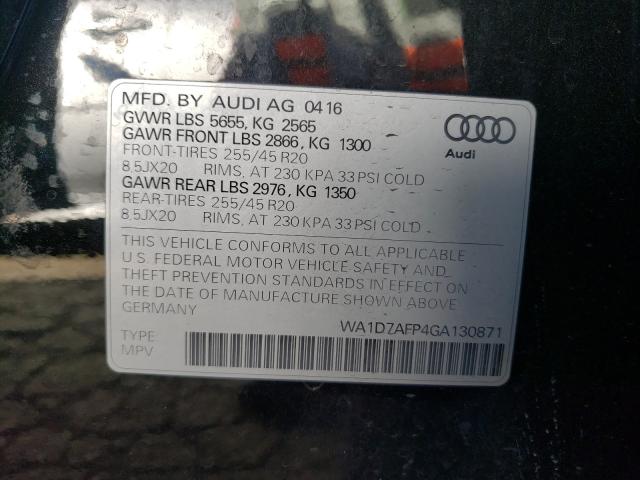 MFD. BY AUDI AG 0416
GVWR LBS 5655, KG 2565
GAWR FRONT LBS 2866, KG 1300
FRONT-TIRES 255/45 R20
8,5JX20 RIMS, AT 230 KPA 33 PSI COLD
GAWR REAR LBS 2976, KG 1350
REAR-TIRES 255/45 R20
8,5JX20 RIMS, AT 230 KPA 33 PSI COLD
Audi
THIS VEHICLE CONFORMS TO ALL APPLICABLE
U.S. FEDERAL MOTOR VEHICLE SAFETY AND
THEFT PREVENTION STANDARDS IN EFFECT ON
THE DATE OF MANUFACTURE SHOWN ABOVE
GERMANY
WA1D7AFP4GA130871
TYPE:
MPV